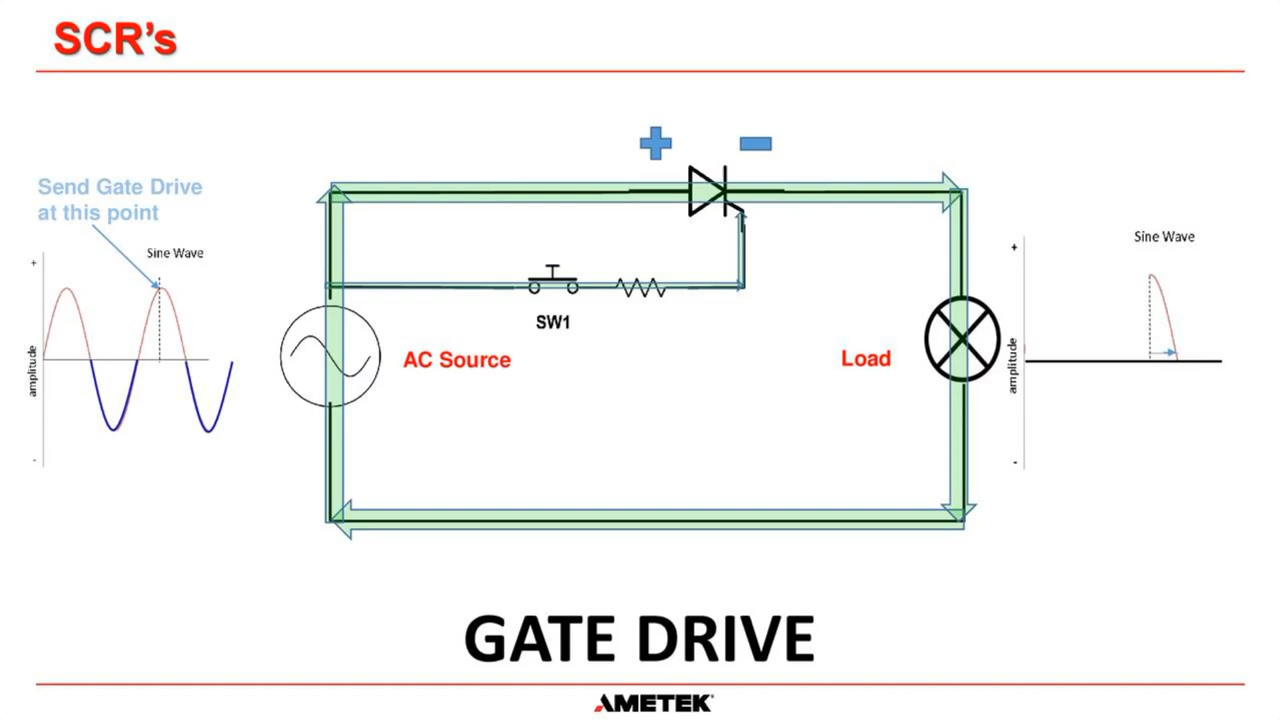 SCR's
Send Gate Drive
at this point
Sine Wave
+
amplitude
-
SW1
AC Source
Load
Sine Wave
+
amplitude
-
GATE DRIVE
AMETEK